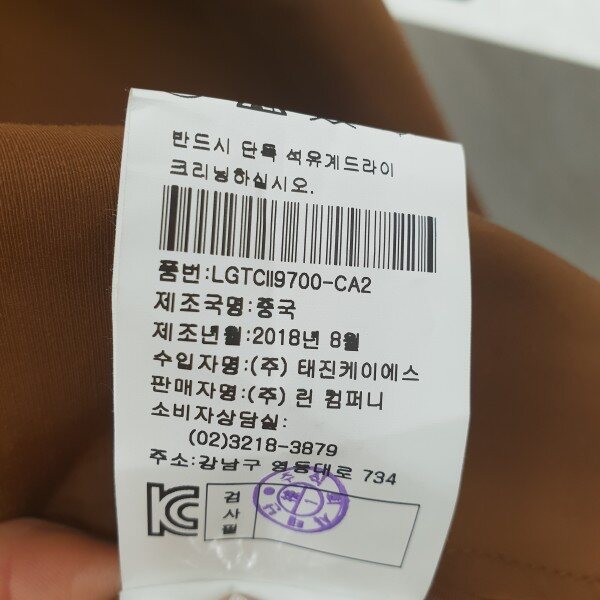 반드시 단독 석유계드라이
크리닝하십시오.
품번:LGTCII9700-CA2
제조국명:중국
제조년월:2018년 8월
수입자명:(주) 태진케이에스
판매자명:(주) 린 컴퍼니
소비자상담실:
(02)3218-3879
주소:강남구 영동대로 734
검사필